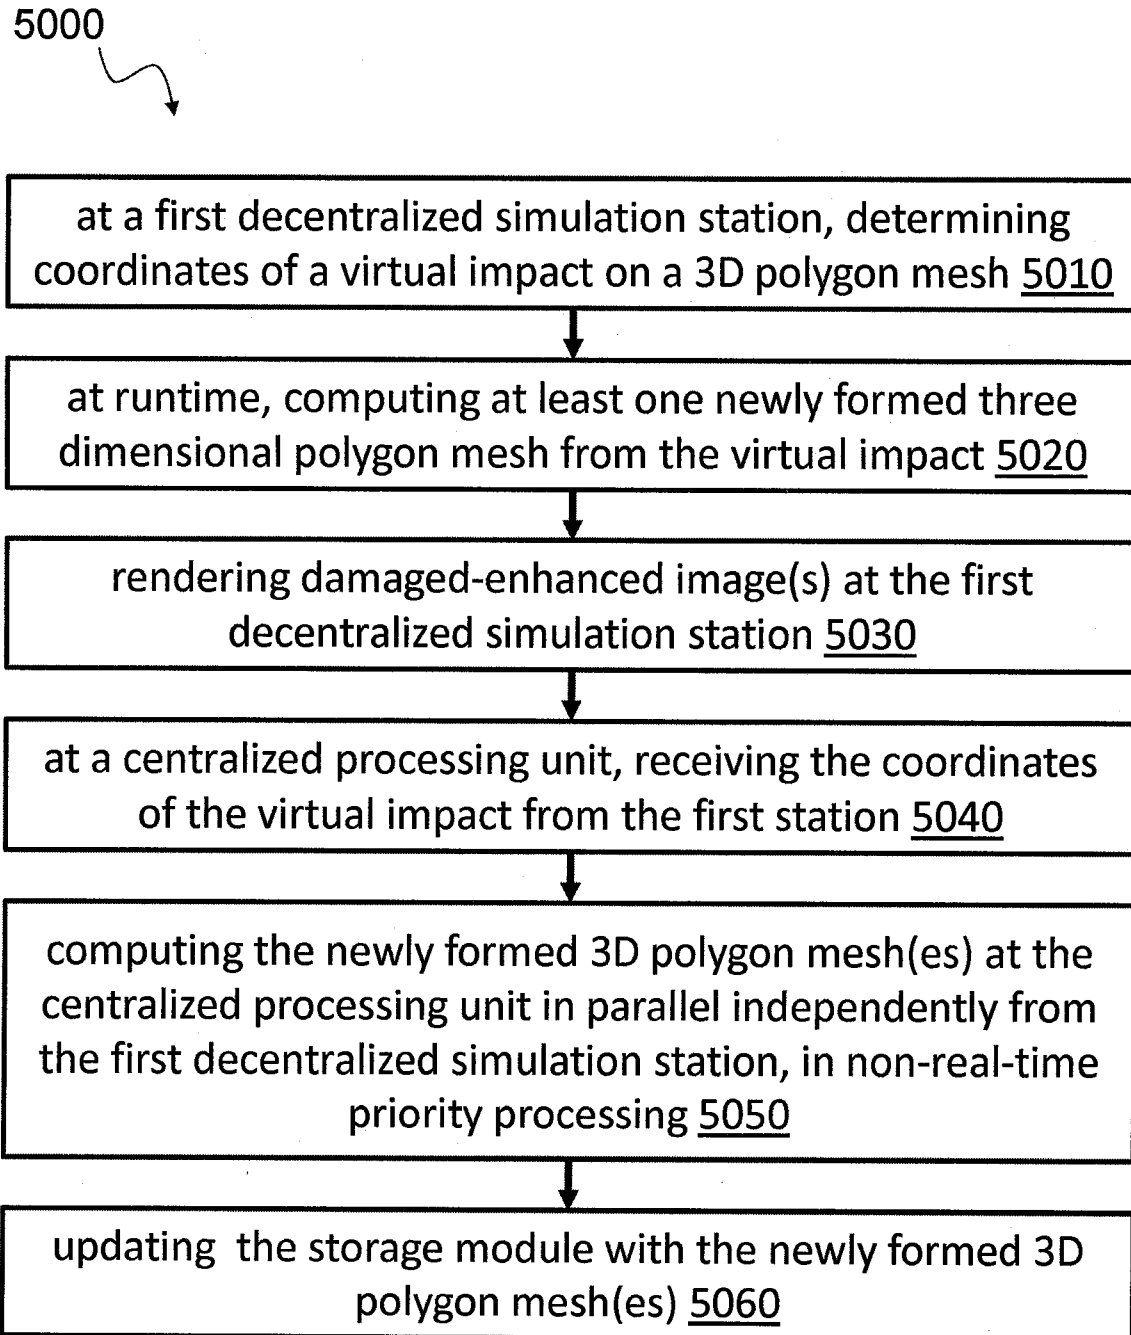 5000
at a first decentralized simulation station, determining
coordinates of a virtual impact on a 3D polygon mesh 5010
at runtime, computing at least one newly formed three
dimensional polygon mesh from the virtual impact 5020
rendering damaged-enhanced image(s) at the first
decentralized simulation station 5030
at a centralized processing unit, receiving the coordinates
of the virtual impact from the first station 5040
computing the newly formed 3D polygon mesh(es) at the
centralized processing unit in parallel independently from
the first decentralized simulation station, in non-real-time
priority processing 5050
updating the storage module with the newly formed 3D
polygon mesh(es) 5060